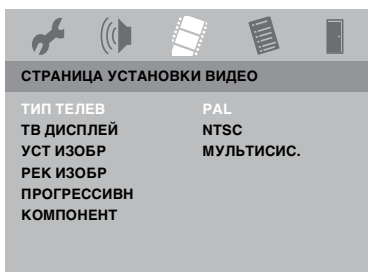 СТРАНИЦА УСТАНОВКИ ВИДЕО
ТИП ТЕЛЕВ PAL
ТВ ДИСПЛЕЙ NTSC
УСТ ИЗОБР МУЛЬТИСИС.
РЕК ИЗОБР
ПРОГРЕССИВН
КОМПОНЕНТ